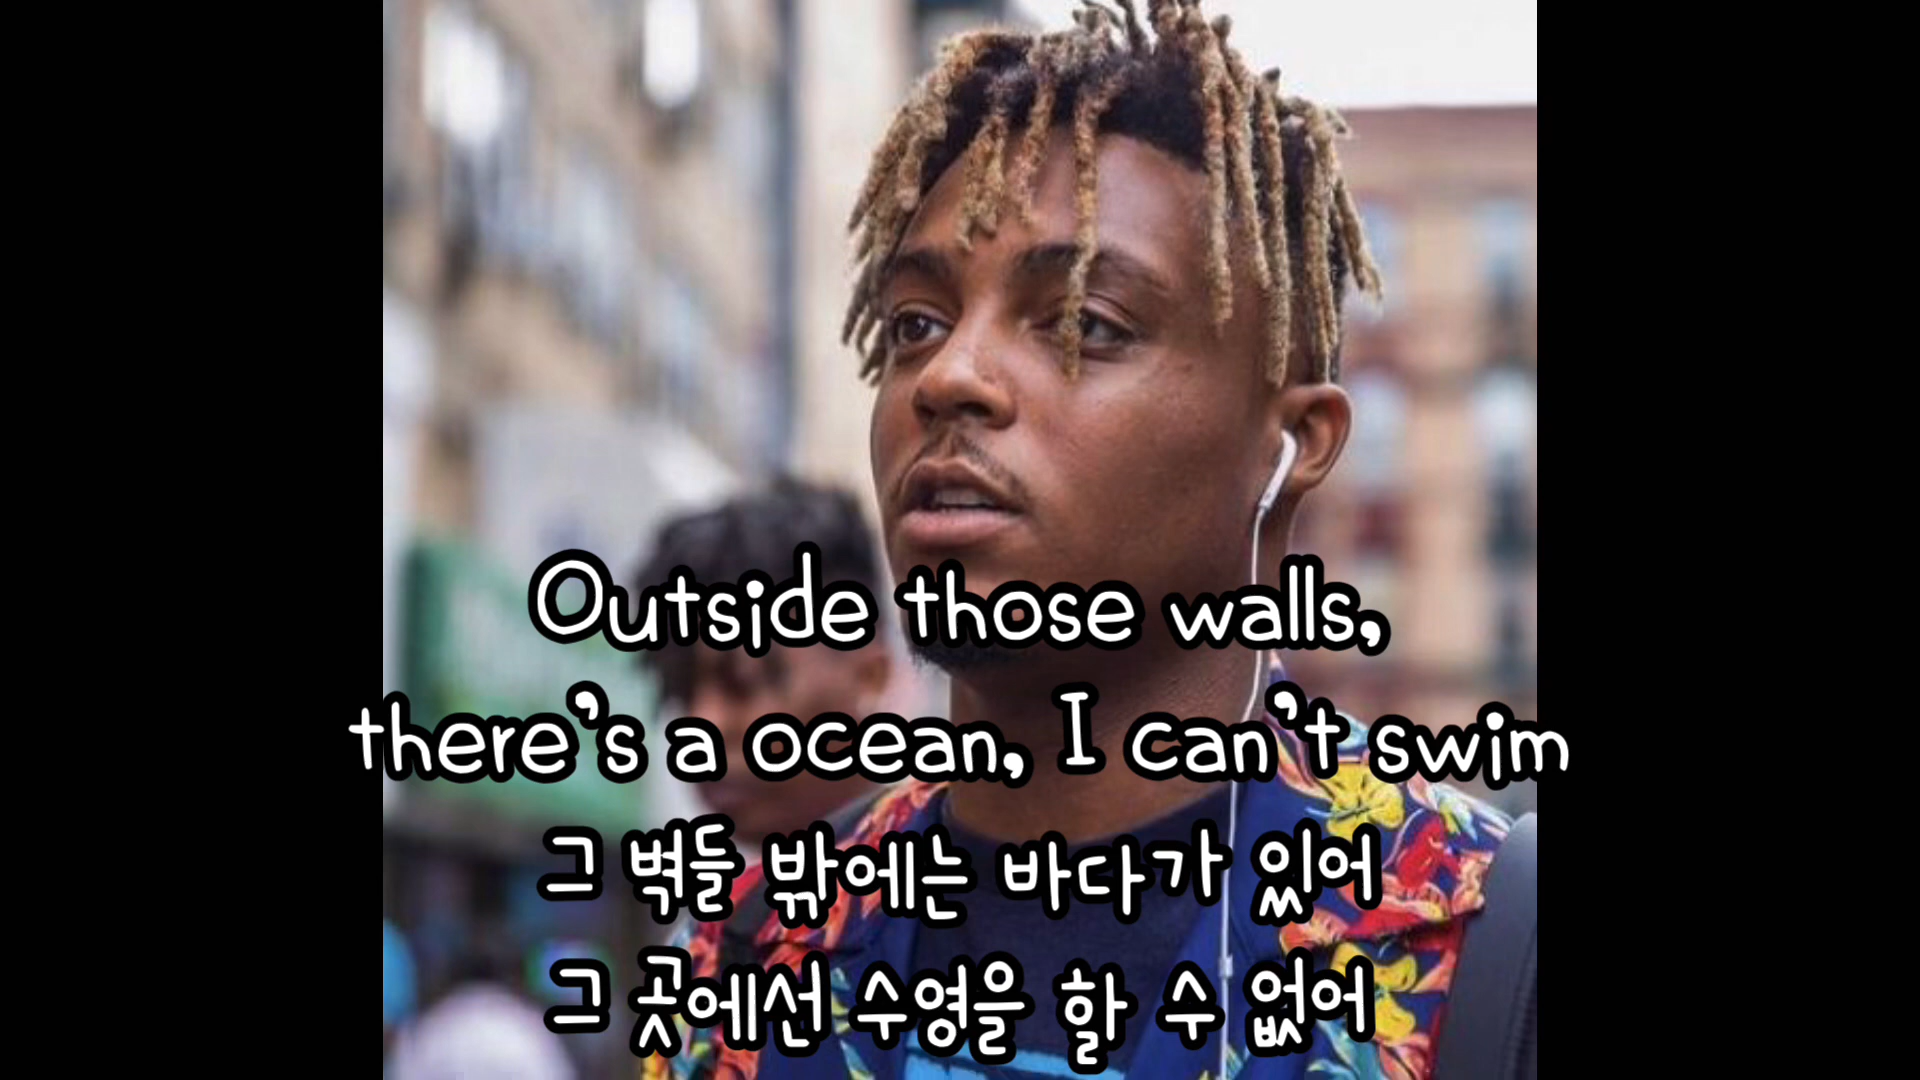 Outside those walls,
there's a ocean, I can't swim
그 벽들 밖에는 바다가 있어
그 곳에선 수영을 할 수 없어